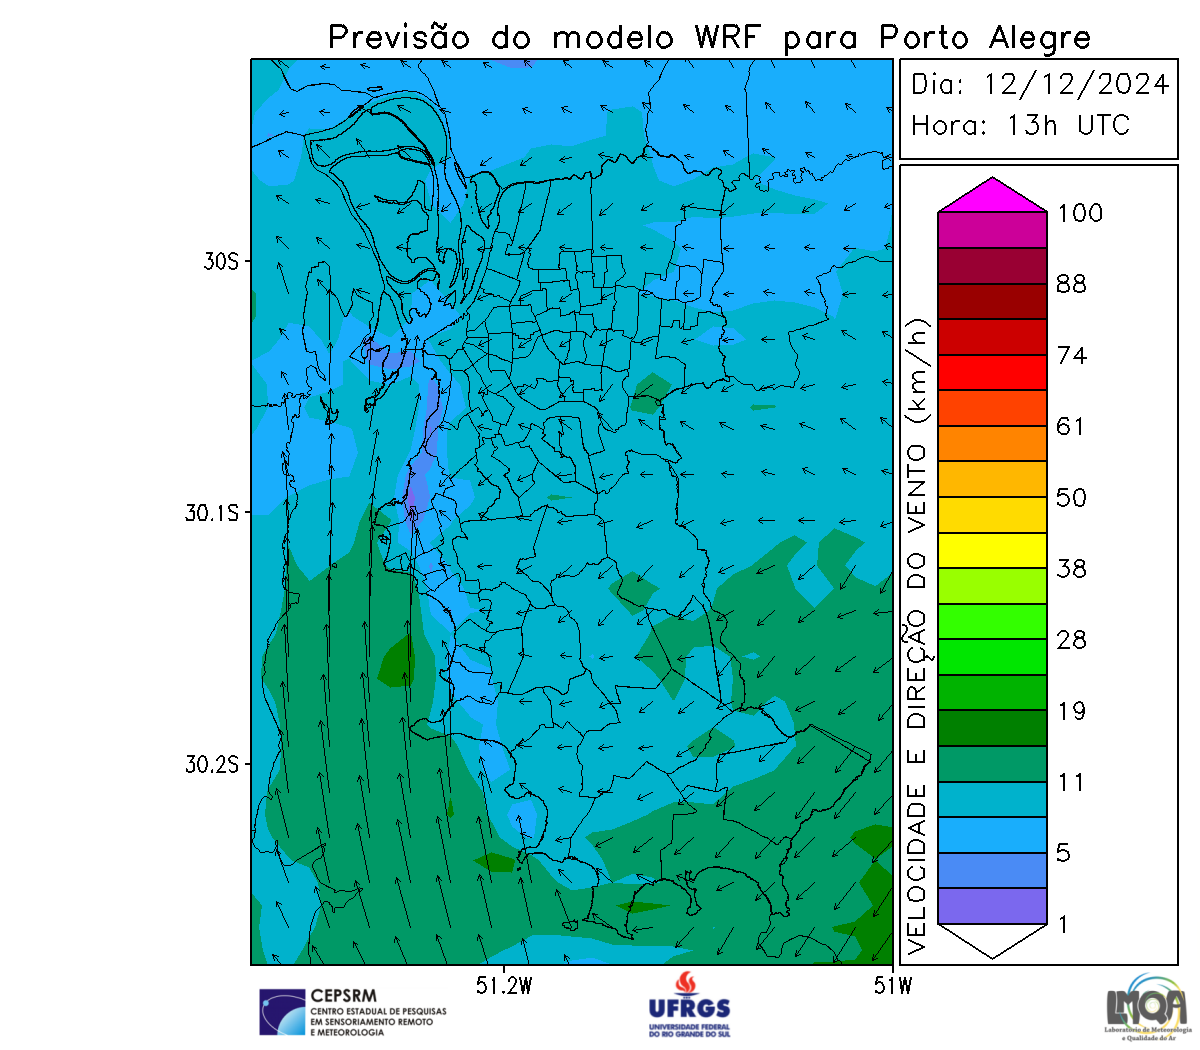 Previsão do modelo WRF para Porto Alegre
Dia: 12/12/2024
Hora: 13h UTC
30S
30.1S
30.2S
51.2W
51W
VELOCIDADE E DIREÇÃO DO VENTO (km/h)
100
88
74
61
50
38
28
19
11
5
1
CEPSRM
CENTRO ESTADUAL DE PESQUISAS
EM SENSORIAMENTO REMOTO
E METEOROLOGIA
UFRGS
UNIVERSIDADE FEDERAL
DO RIO GRANDE DO SUL
LMQA
Laboratório de Meteorologia
e Qualidade do Ar